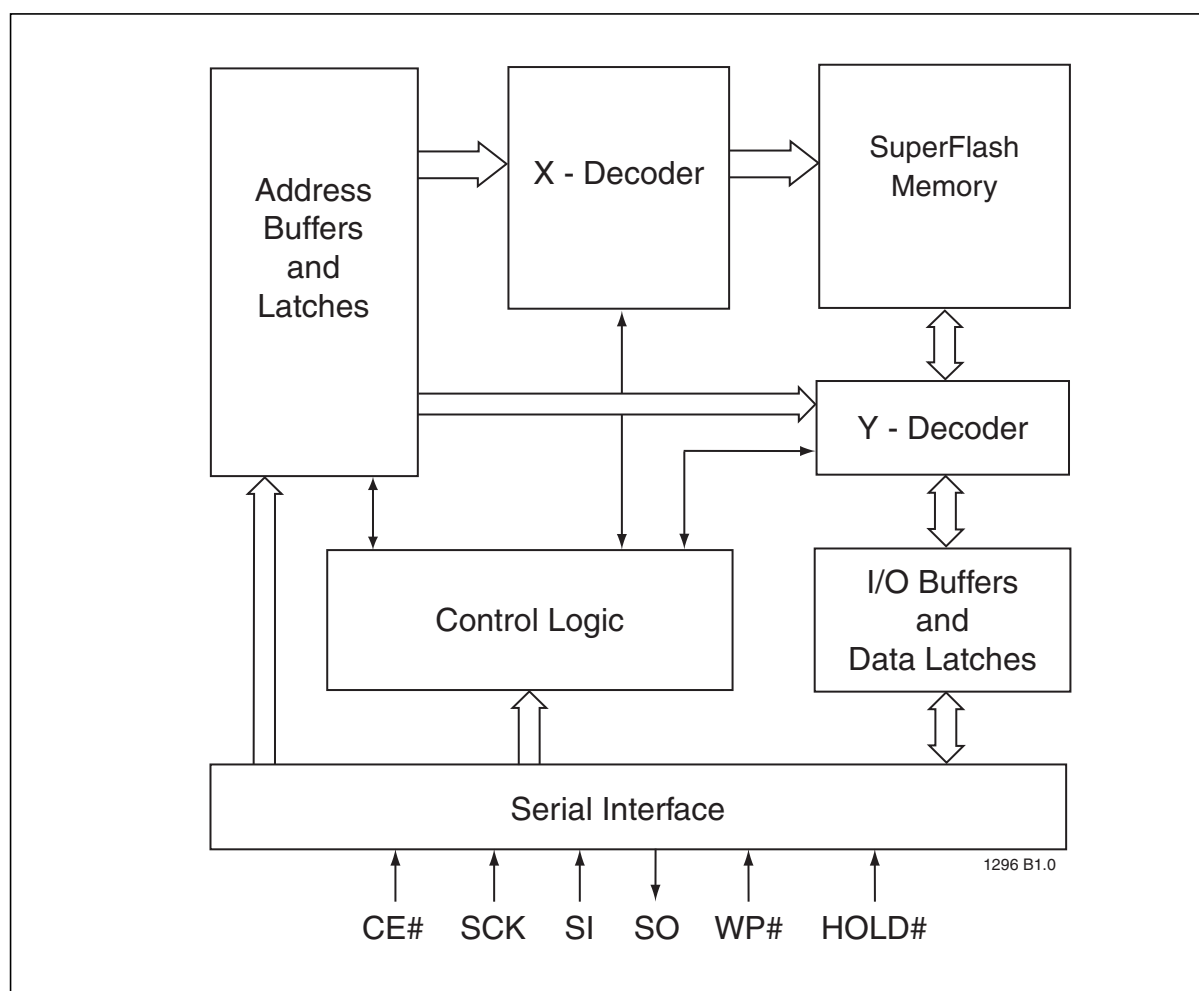 Address
Buffers
and
Latches
X - Decoder
SuperFlash
Memory
Y - Decoder
Control Logic
I/O Buffers
and
Data Latches
Serial Interface
1296 B1.0
CE# SCK SI SO WP# HOLD#